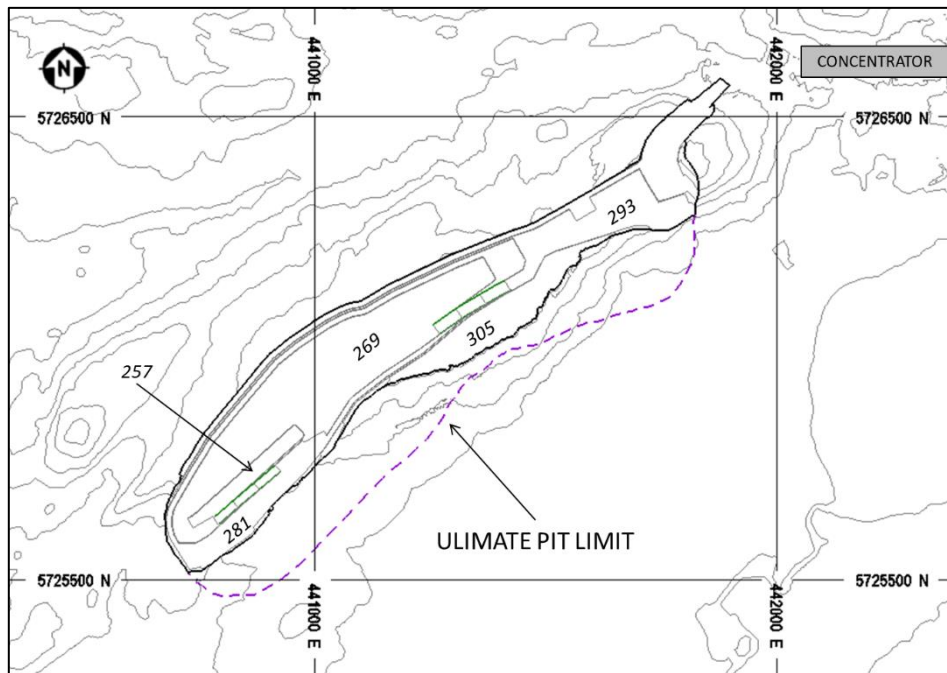 N
441000 E
442000 E
CONCENTRATOR
5726500 N
5726500 N
293
305
269
257
281
ULIMATE PIT LIMIT
5725500 N
5725500 N
441000 E
442000 E